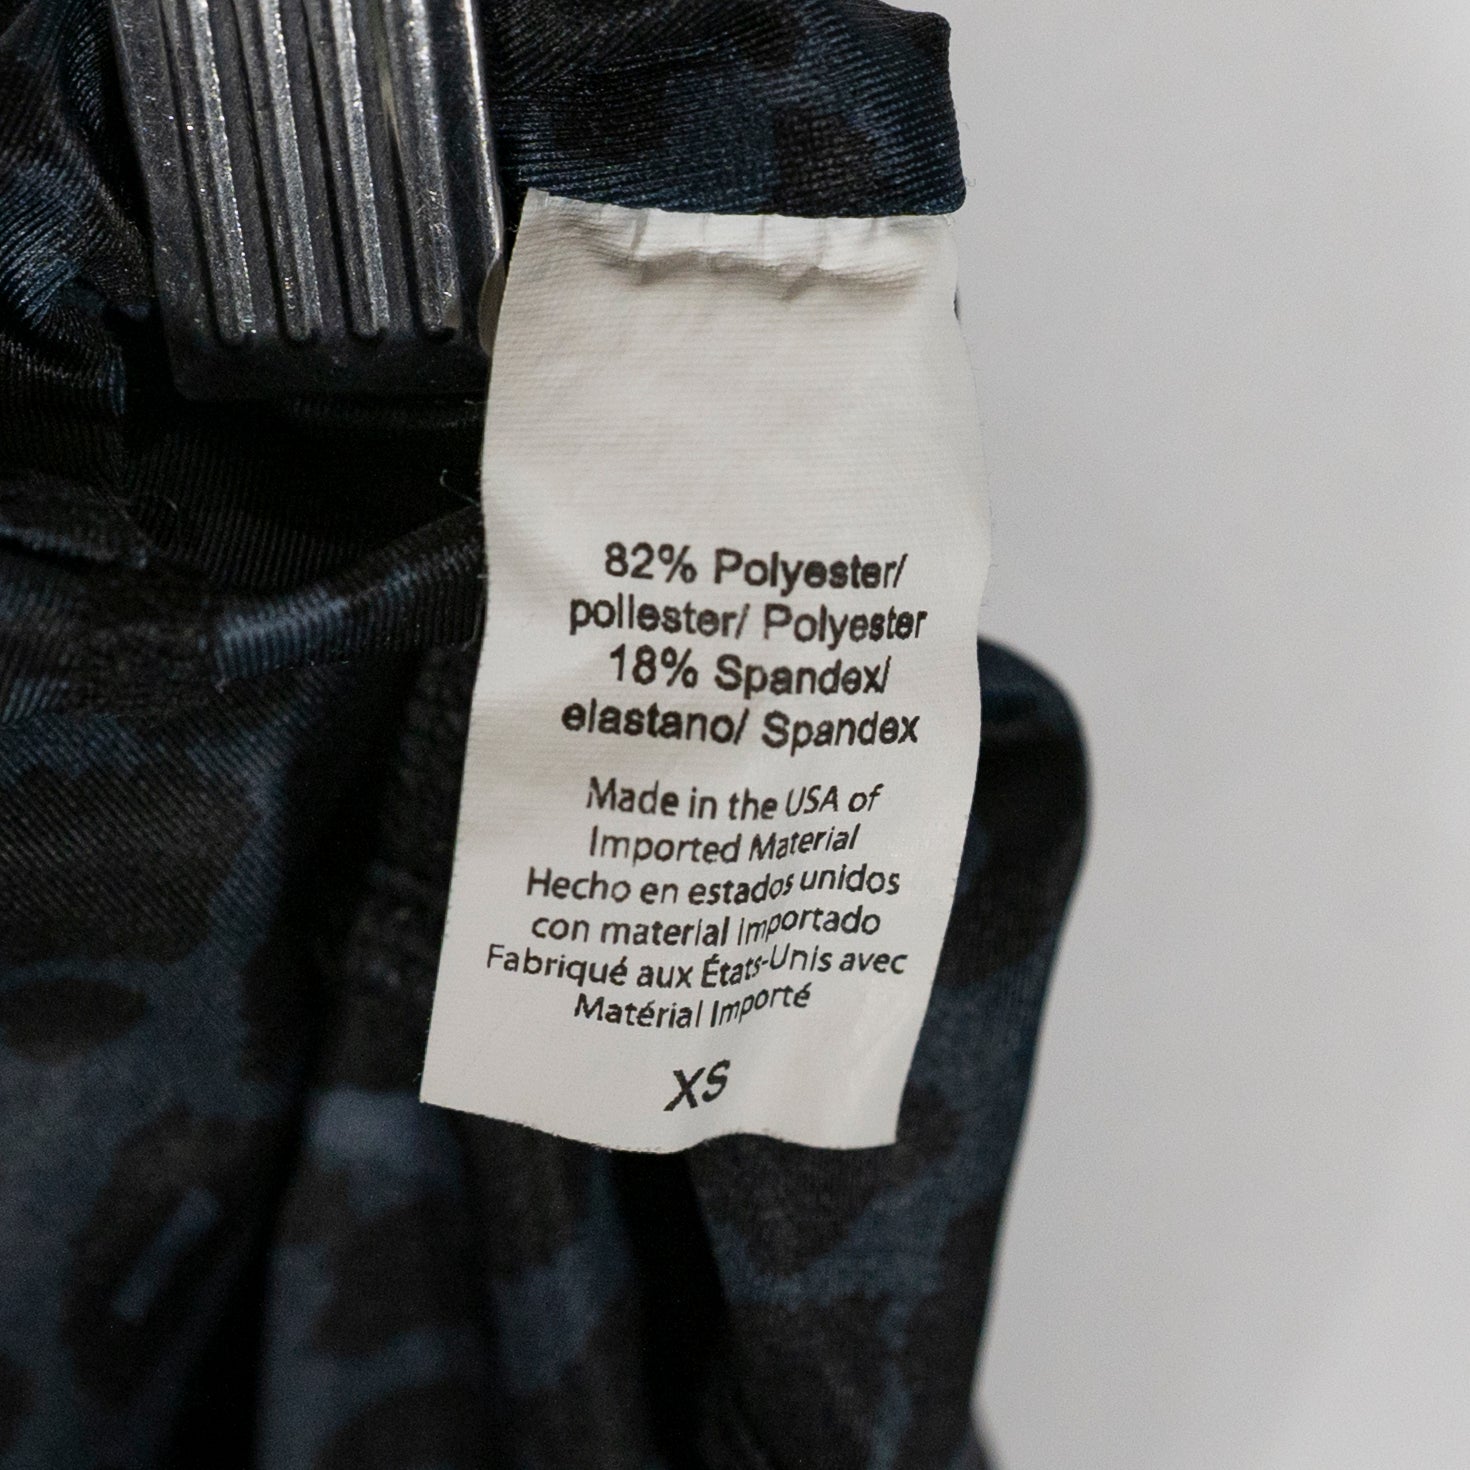 82% Polyester/
pollester/ Polyester
18% Spandex/
elastano/ Spandex
Made in the USA of
Imported Material
Hecho en estados unidos
con material importado
Fabriqué aux États-Unis avec
Matérial Importé
XS